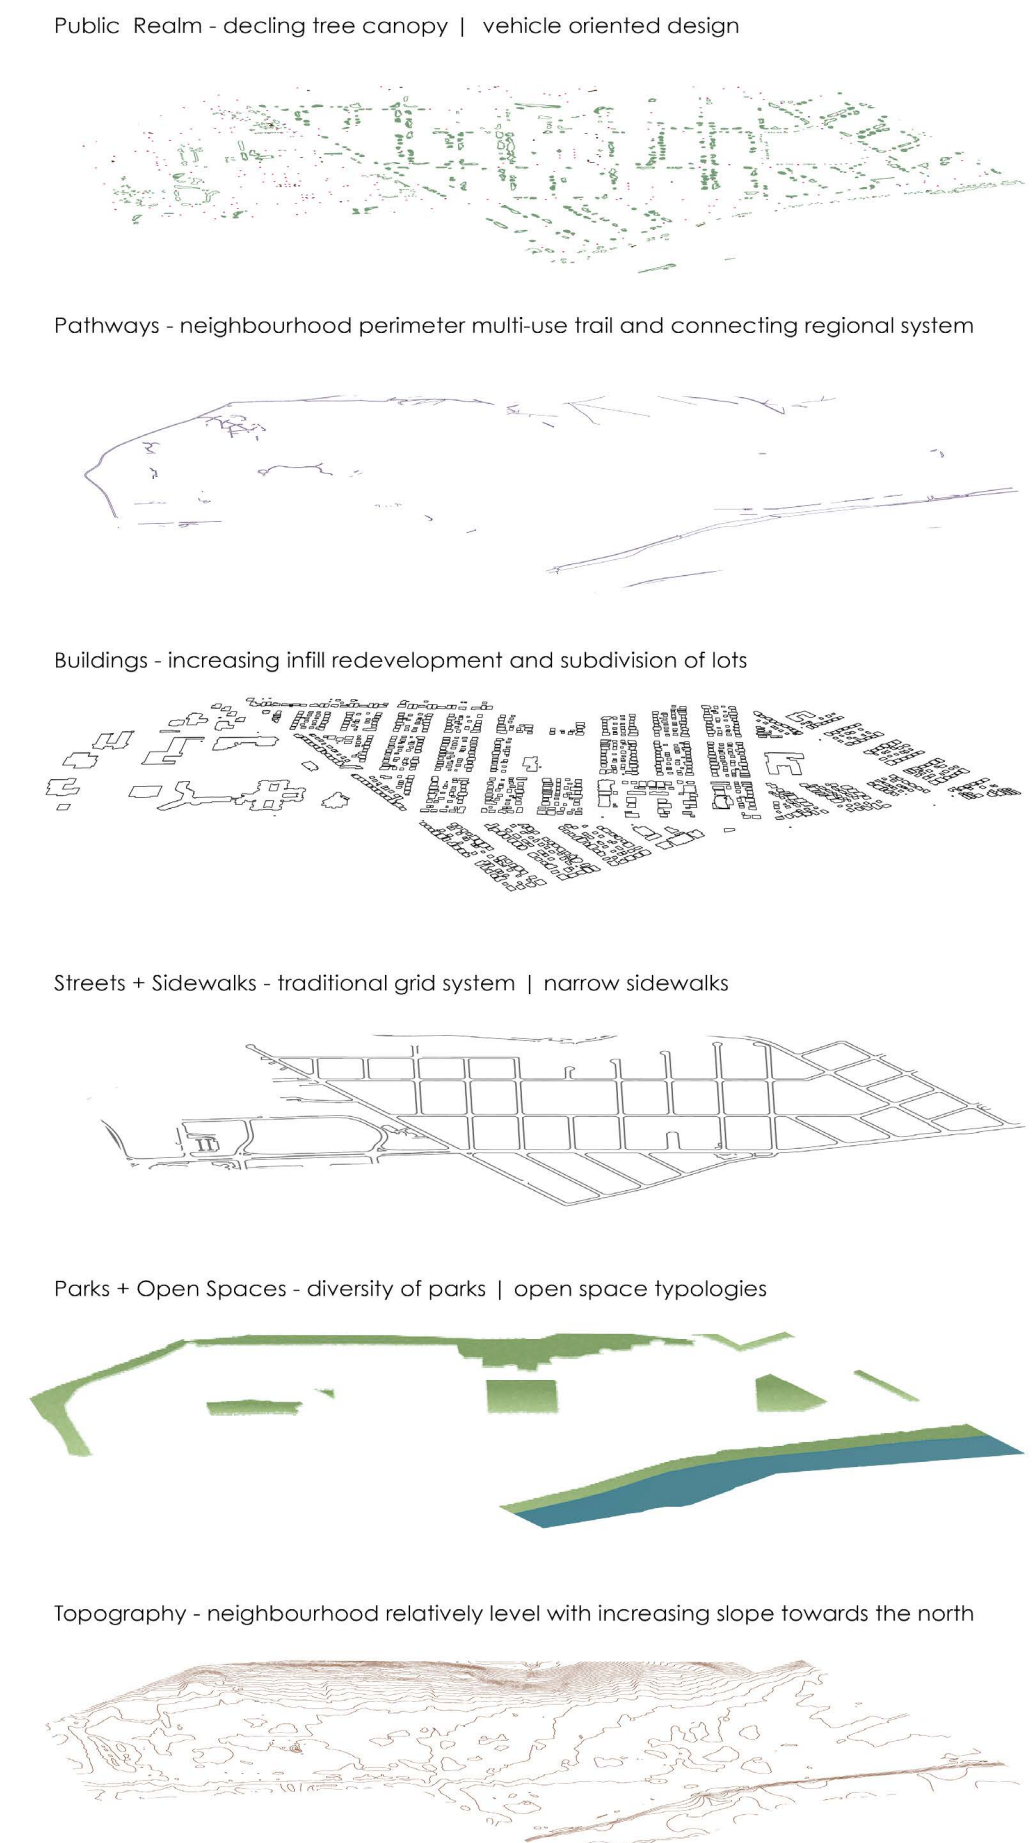 Public Realm - decling tree canopy | vehicle oriented design
Pathways - neighbourhood perimeter multi-use trail and connecting regional system
Buildings - increasing infill redevelopment and subdivision of lots
Streets + Sidewalks - traditional grid system | narrow sidewalks
Parks + Open Spaces - diversity of parks | open space typologies
Topography - neighbourhood relatively level with increasing slope towards the north